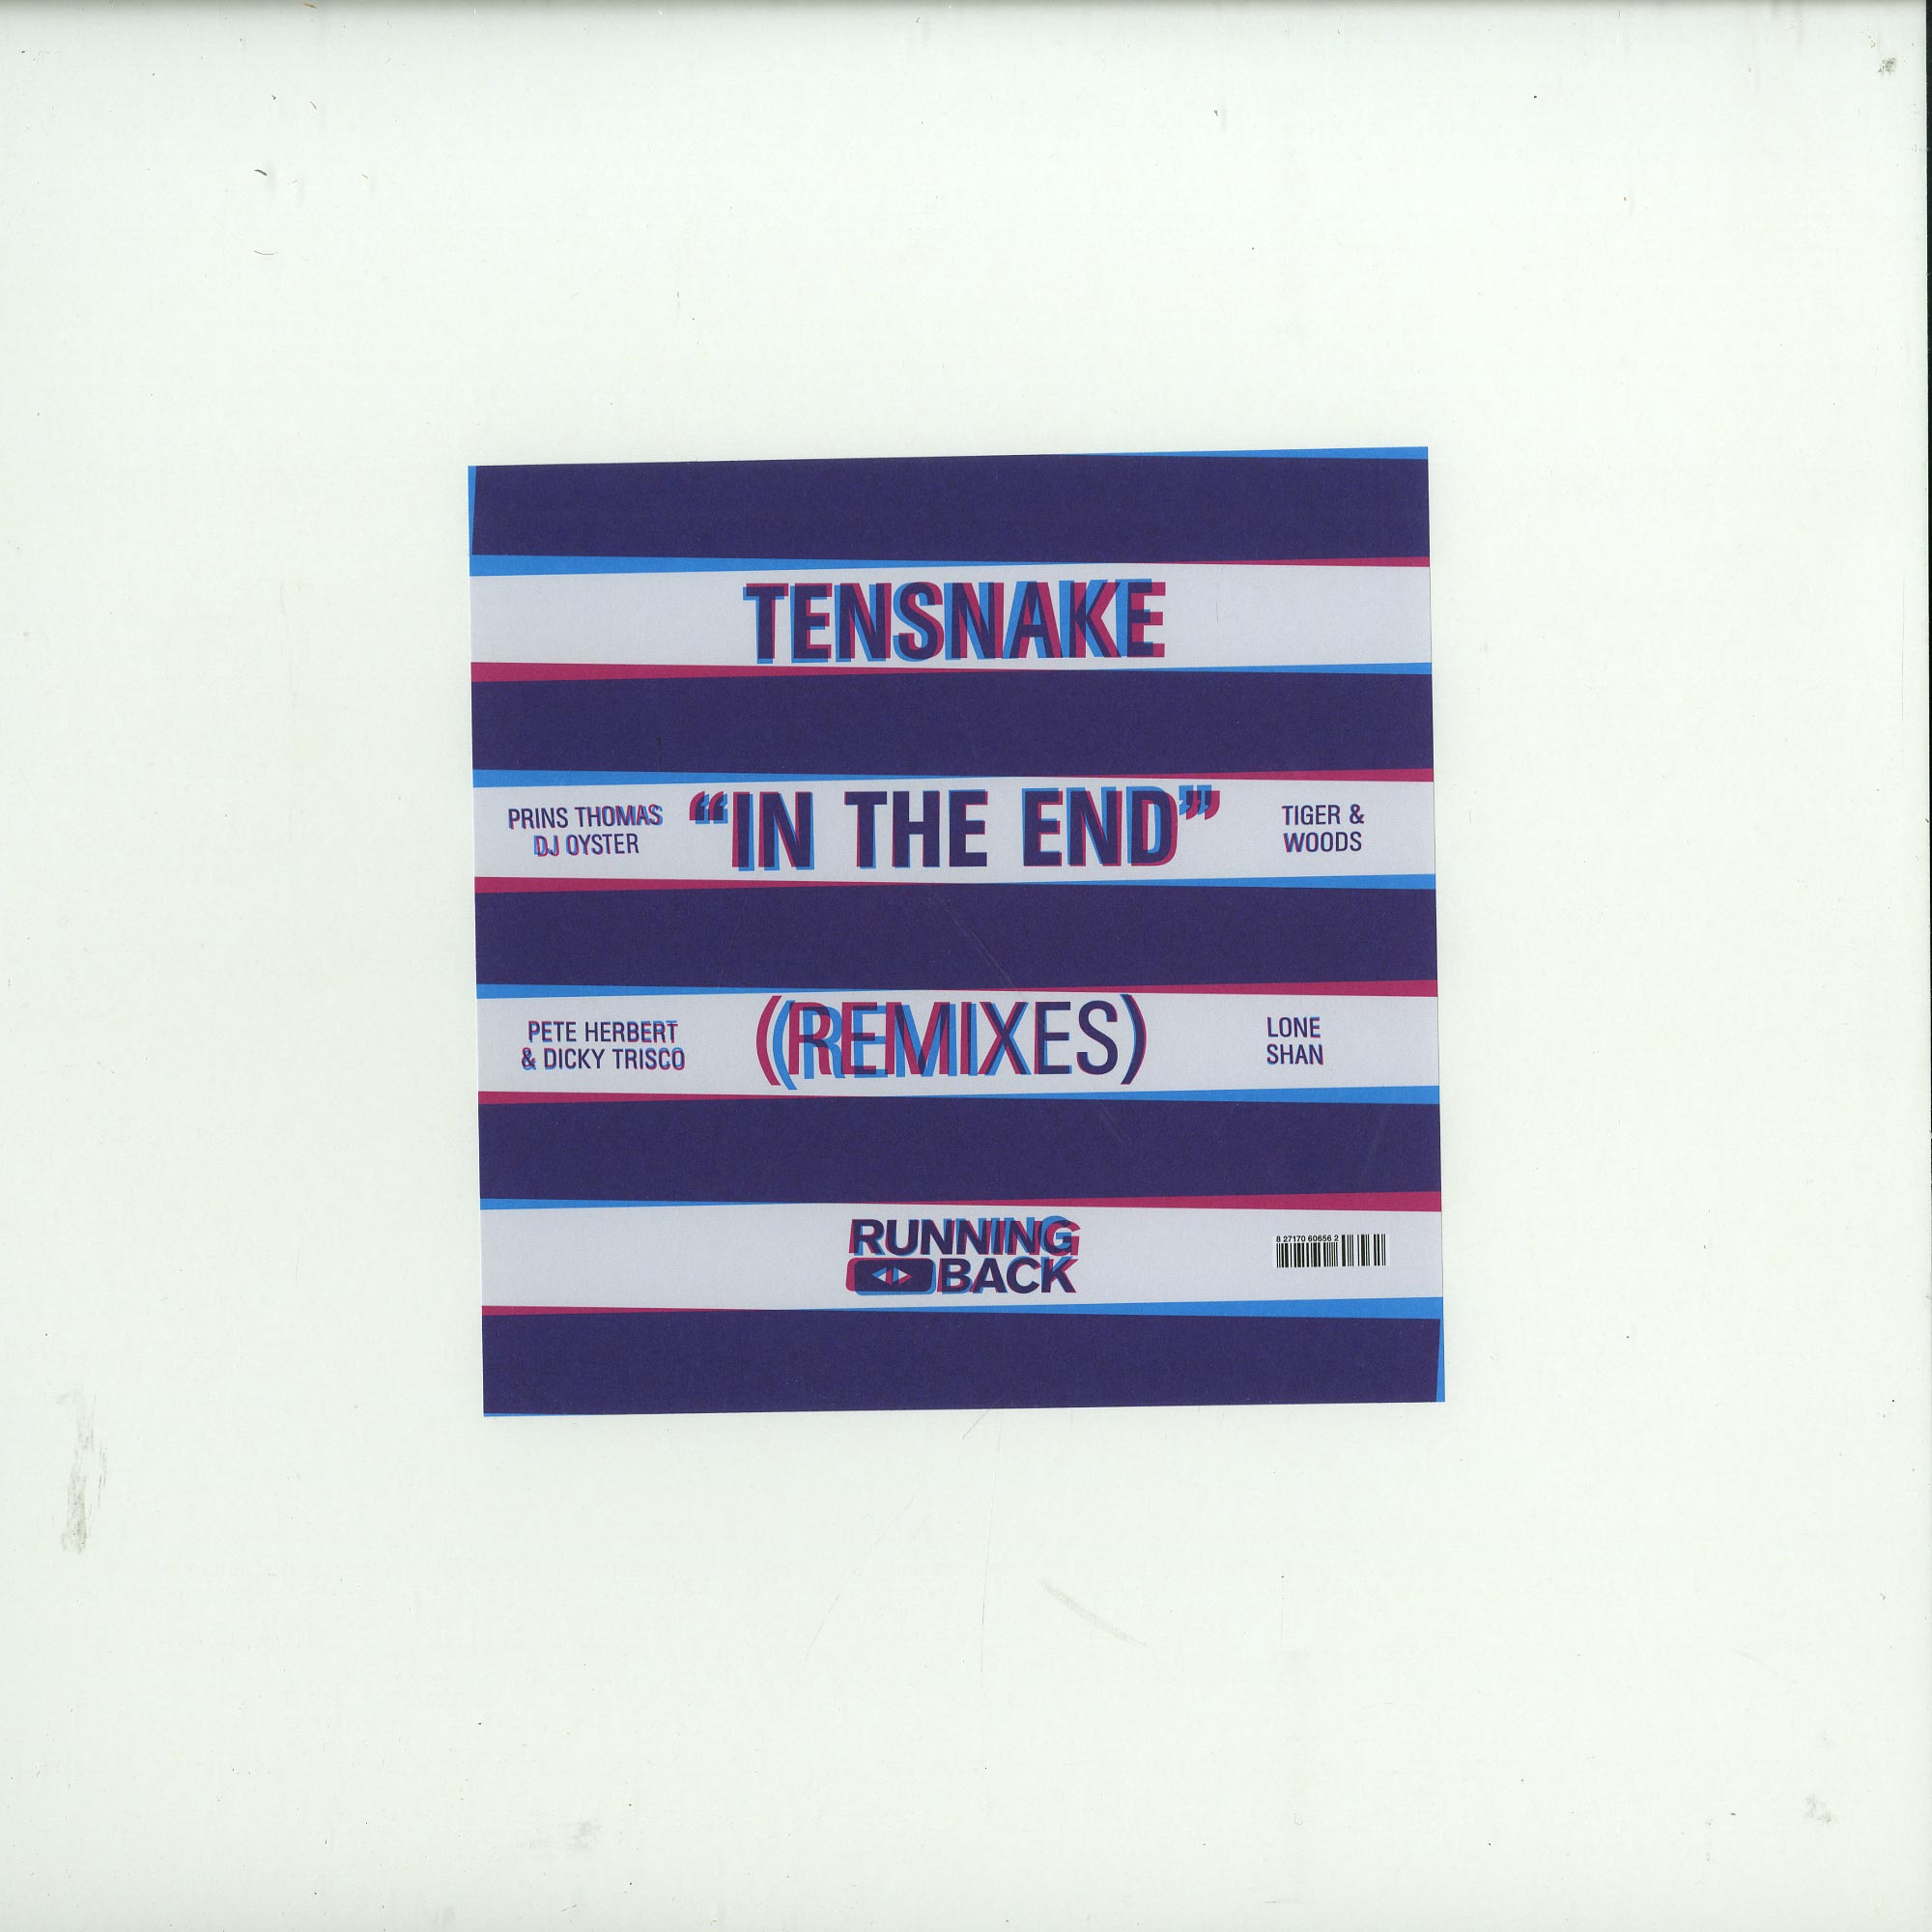 TENSNAKE
PRINS THOMAS
DJ OYSTER
“IN THE END”
TIGER &
WOODS
PETE HERBERT
& DICKY TRISCO
(REMIXES)
LONE
SHAN
RUNNING
BACK
8 27170 60656 2